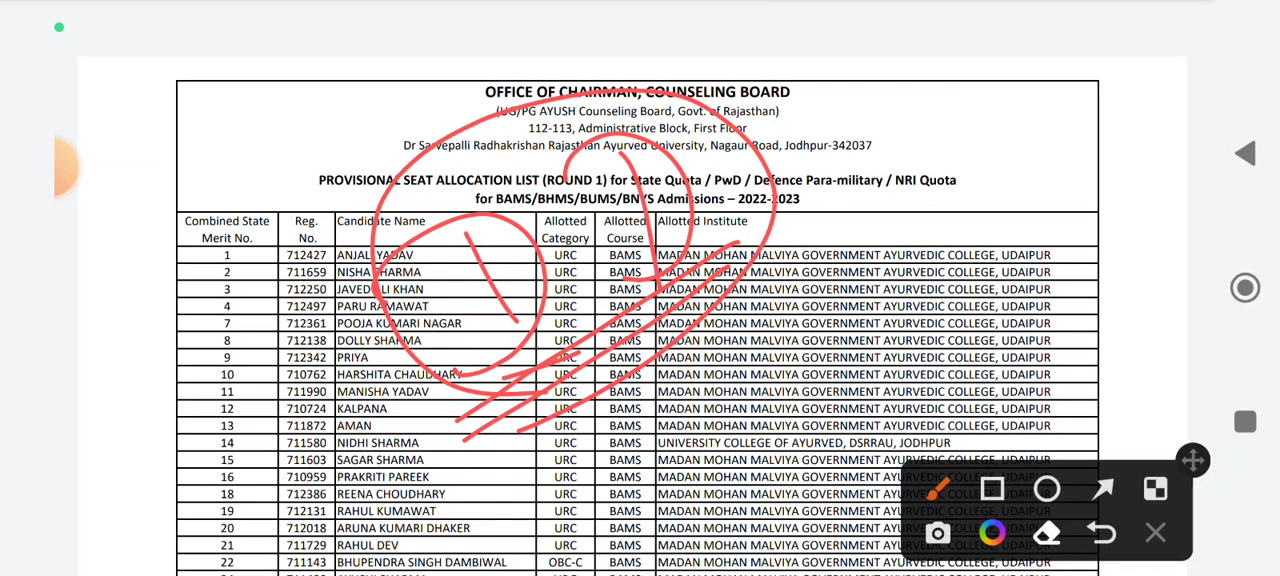 OFFICE OF CHAIRMAN, COUNSELING BOARD
(UG/PG AYUSH Counseling Board, Govt. of Rajasthan)
112-113, Administrative Block, First Floor
Dr Sarvepalli Radhakrishan Rajasthan Ayurved University, Nagaur Road, Jodhpur-342037
PROVISIONAL SEAT ALLOCATION LIST (ROUND 1) for State Quota / PwD / Defence Para-military / NRI Quota
for BAMS/BHMS/BUMS/BNYS Admissions – 2022-2023
Combined State Merit No. Reg. No. Candidate Name Allotted Category Allotted Course Allotted Institute
1 712427 ANJALI YADAV URC BAMS MADAN MOHAN MALVIYA GOVERNMENT AYURVEDIC COLLEGE, UDAIPUR
2 711659 NISHA SHARMA URC BAMS MADAN MOHAN MALVIYA GOVERNMENT AYURVEDIC COLLEGE, UDAIPUR
3 712250 JAVED ALI KHAN URC BAMS MADAN MOHAN MALVIYA GOVERNMENT AYURVEDIC COLLEGE, UDAIPUR
4 712497 PARU RAMAWAT URC BAMS MADAN MOHAN MALVIYA GOVERNMENT AYURVEDIC COLLEGE, UDAIPUR
7 712361 POOJA KUMARI NAGAR URC BAMS MADAN MOHAN MALVIYA GOVERNMENT AYURVEDIC COLLEGE, UDAIPUR
8 712138 DOLLY SHARMA URC BAMS MADAN MOHAN MALVIYA GOVERNMENT AYURVEDIC COLLEGE, UDAIPUR
9 712342 PRIYA URC BAMS MADAN MOHAN MALVIYA GOVERNMENT AYURVEDIC COLLEGE, UDAIPUR
10 710762 HARSHITA CHAUDHARY URC BAMS MADAN MOHAN MALVIYA GOVERNMENT AYURVEDIC COLLEGE, UDAIPUR
11 711990 MANISHA YADAV URC BAMS MADAN MOHAN MALVIYA GOVERNMENT AYURVEDIC COLLEGE, UDAIPUR
12 710724 KALPANA URC BAMS MADAN MOHAN MALVIYA GOVERNMENT AYURVEDIC COLLEGE, UDAIPUR
13 711872 AMAN URC BAMS MADAN MOHAN MALVIYA GOVERNMENT AYURVEDIC COLLEGE, UDAIPUR
14 711580 NIDHI SHARMA URC BAMS UNIVERSITY COLLEGE OF AYURVED, DSRRAU, JODHPUR
15 711603 SAGAR SHARMA URC BAMS MADAN MOHAN MALVIYA GOVERNMENT AYURVEDIC COLLEGE, UDAIPUR
16 710959 PRAKRITI PAREEK URC BAMS MADAN MOHAN MALVIYA GOVERNMENT
18 712386 REENA CHOUDHARY URC BAMS MADAN MOHAN MALVIYA GOVERNMENT
19 712131 RAHUL KUMAWAT URC BAMS MADAN MOHAN MALVIYA GOVERNMENT
20 712018 ARUNA KUMARI DHAKER URC BAMS MADAN MOHAN MALVIYA GOVERNMENT
21 711729 RAHUL DEV URC BAMS MADAN MOHAN MALVIYA GOVERNMENT
22 711143 BHUPENDRA SINGH DAMBIWAL OBC-C BAMS MADAN MOHAN MALVIYA GOVERNMENT AYURVEDIC COLLEGE, UDAIPUR